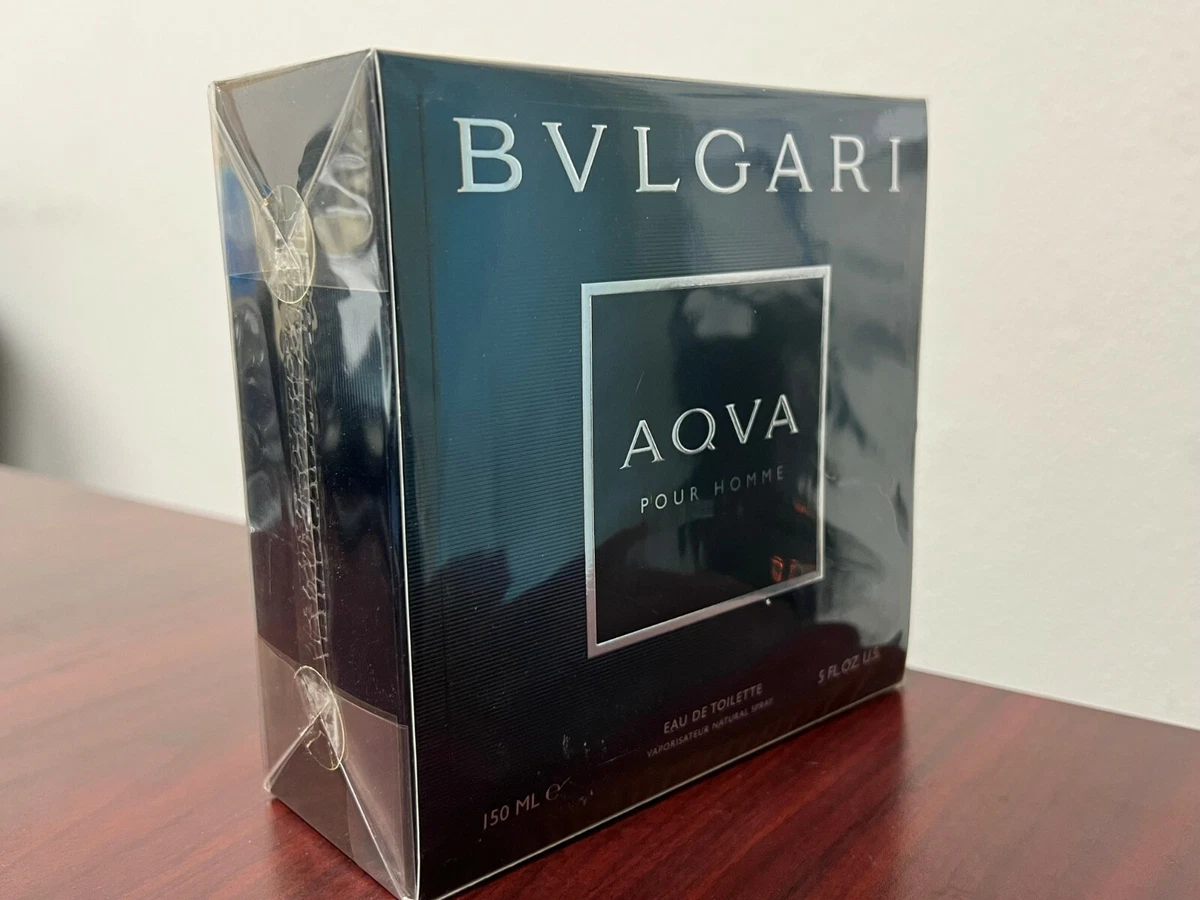 BVLGARI
AQVA
POUR HOMME
EAU DE TOILETTE
VAPORISATEUR NATURAL SPRAY
150 ML ℮
5 FL.OZ. U.S.